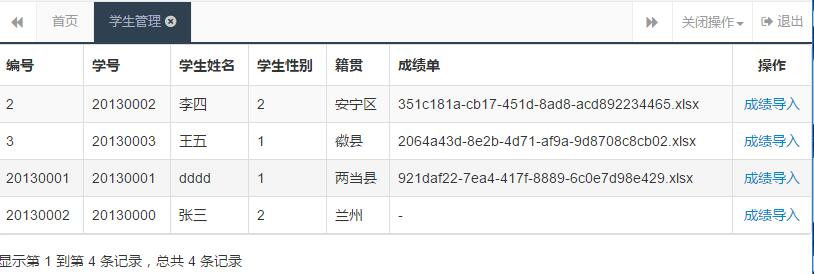 首页 学生管理 关闭操作 退出
编号 学号 学生姓名 学生性别 籍贯 成绩单 操作
2 20130002 李四 2 安宁区 351c181a-cb17-451d-8ad8-acd892234465.xlsx 成绩导入
3 20130003 王五 1 徽县 2064a43d-8e2b-4d71-af9a-9d8708c8cb02.xlsx 成绩导入
20130001 20130001 dddd 1 两当县 921daf22-7ea4-417f-8889-6c0e7d98e429.xlsx 成绩导入
20130002 20130000 张三 2 兰州 - 成绩导入
显示第 1 到第 4 条记录，总共 4 条记录